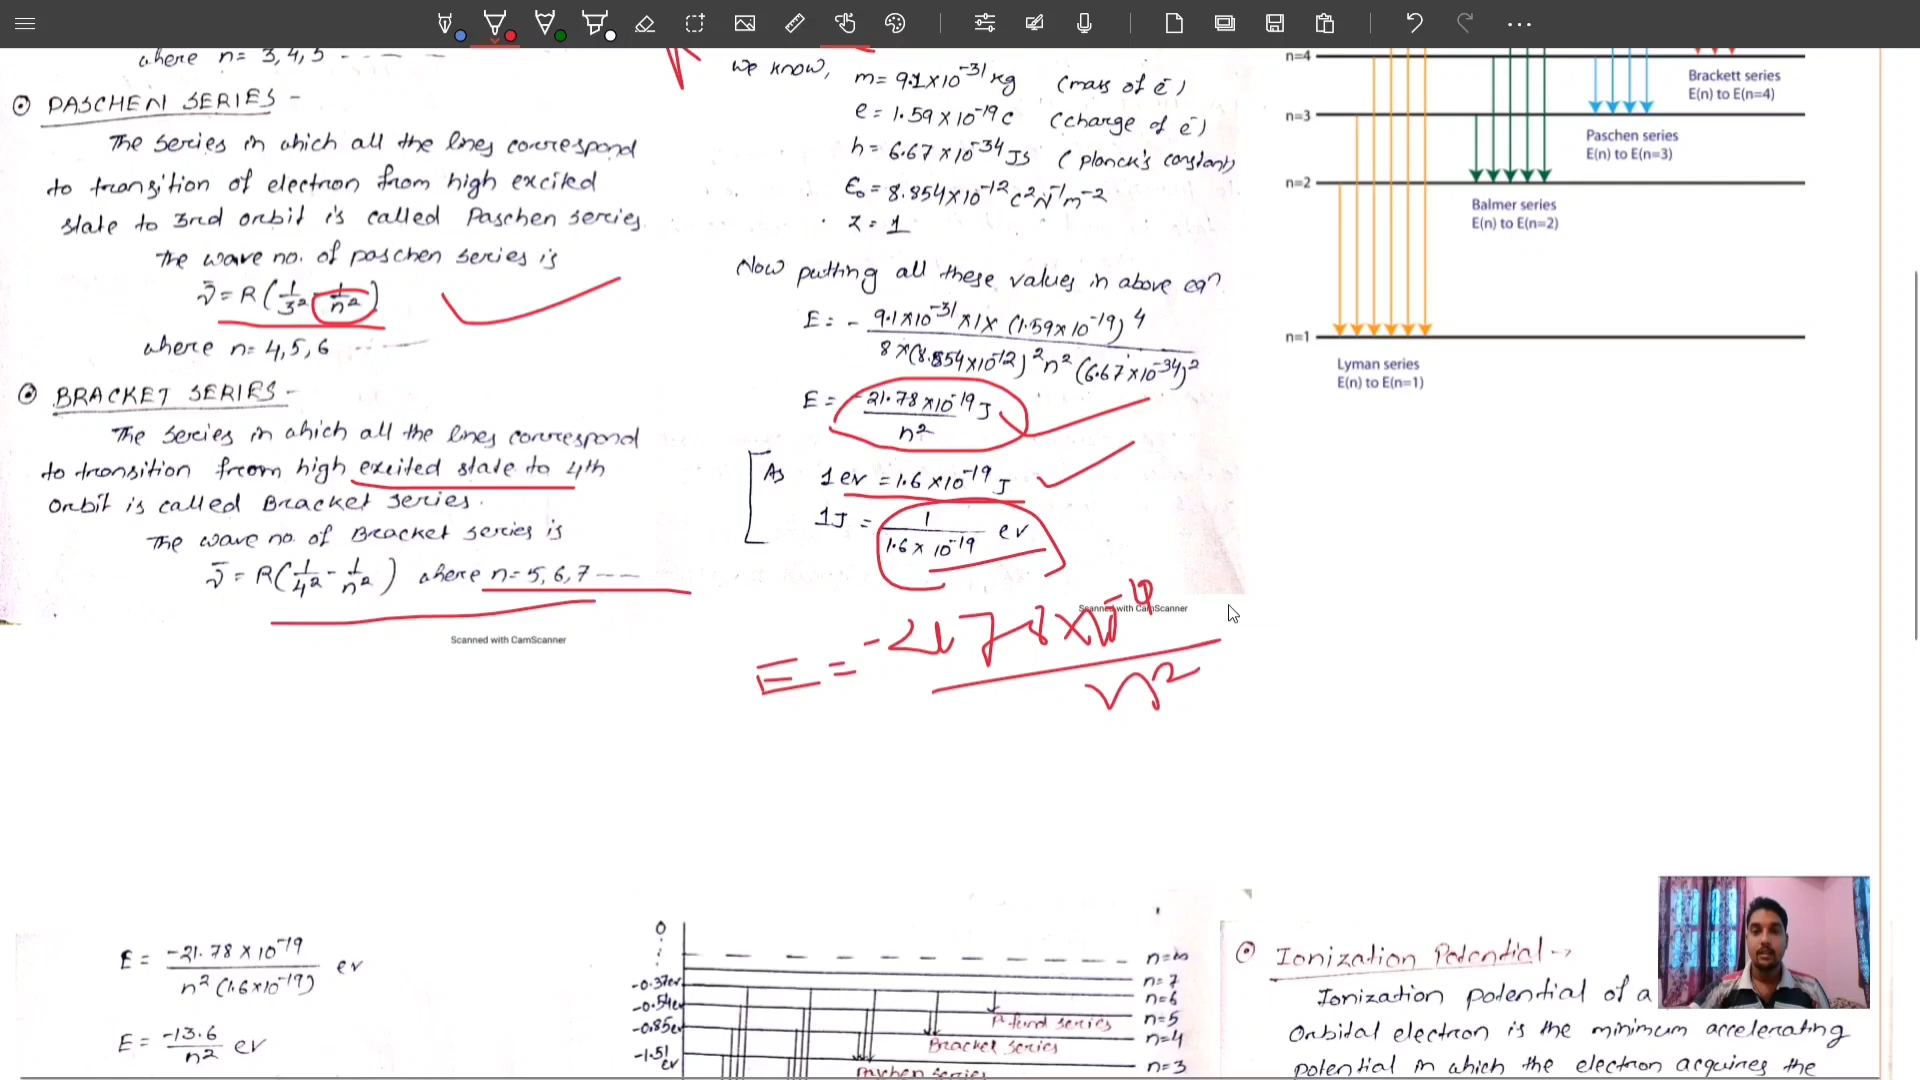 where n= 3,4,5 - - - -
⊙ PASCHEN SERIES -
The series in which all the lines correspond
to transition of electron from high excited
state to 3rd orbit is called Paschen series.
The wave no. of paschen series is
ν̄ = R(1/3² - 1/n²)
where n= 4,5,6 - - -
⊙ BRACKET SERIES -
The series in which all the lines correspond
to transition from high excited state to 4th
orbit is called Bracket series.
The wave no. of Bracket series is
ν̄ = R(1/4² - 1/n²) where n= 5,6,7 ---
Scanned with CamScanner
We know, m= 9.1×10⁻³¹ kg (mass of e⁻)
e= 1.59×10⁻¹⁹ C (charge of e⁻)
h= 6.67×10⁻³⁴ Js (Planck's constant)
ε₀= 8.854×10⁻¹² C²N⁻¹m⁻²
Z= 1
Now putting all these values in above eqⁿ
E= - 9.1×10⁻³¹×1×(1.59×10⁻¹⁹)⁴ / 8×(8.854×10⁻¹²)²n²(6.67×10⁻³⁴)²
E= -21.78×10⁻¹⁹ J / n²
[As 1ev = 1.6×10⁻¹⁹ J
1J = 1 / 1.6×10⁻¹⁹ ev
Scanned with CamScanner
E = -21.78×10⁻¹⁹ / n²
n=4
Brackett series
E(n) to E(n=4)
n=3
Paschen series
E(n) to E(n=3)
n=2
Balmer series
E(n) to E(n=2)
n=1
Lyman series
E(n) to E(n=1)
E= -21.78×10⁻¹⁹ / n²(1.6×10⁻¹⁹) ev
E= -13.6 / n² ev
0
n=∞
-0.37ev n=7
-0.54ev n=6
n=5
P-fund series
-0.85ev n=4
Bracket series
-1.51 ev n=3
Paschen series
⊙ Ionization Potential ->
Ionization potential of a
Orbital electron is the minimum accelerating
potential in which the electron acquires the